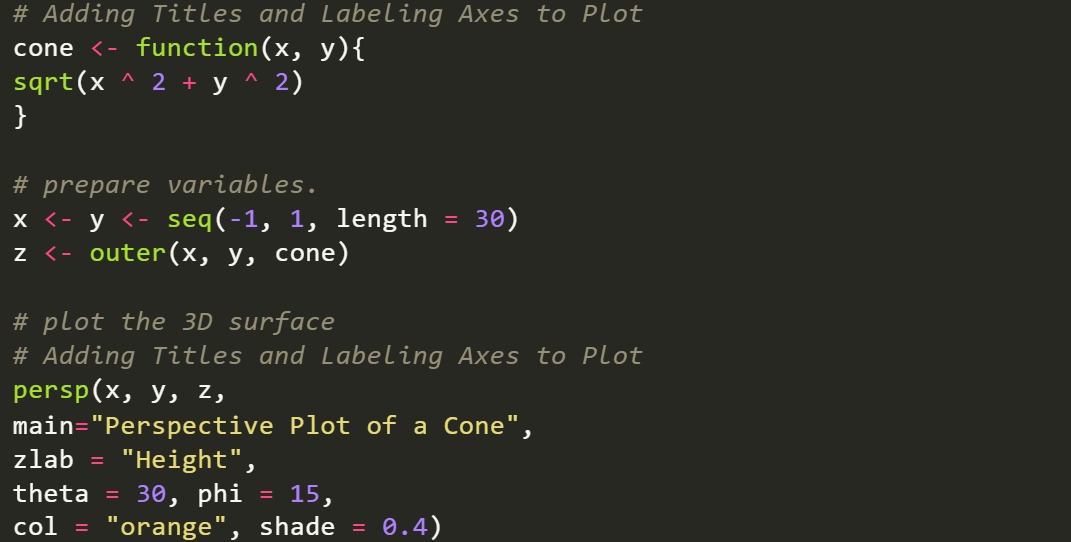 # Adding Titles and Labeling Axes to Plot
cone <- function(x, y){
sqrt(x ^ 2 + y ^ 2)
}
# prepare variables.
x <- y <- seq(-1, 1, length = 30)
z <- outer(x, y, cone)
# plot the 3D surface
# Adding Titles and Labeling Axes to Plot
persp(x, y, z,
main="Perspective Plot of a Cone",
zlab = "Height",
theta = 30, phi = 15,
col = "orange", shade = 0.4)